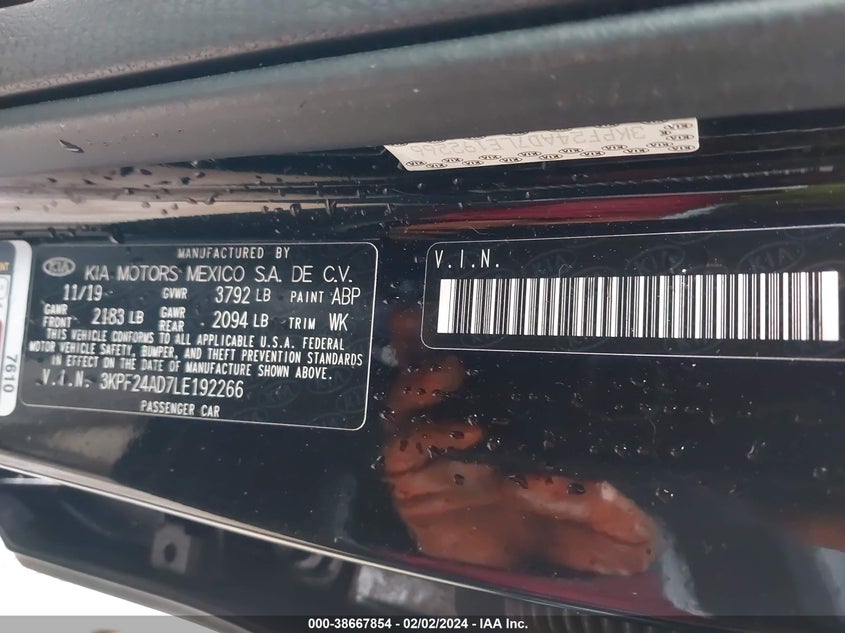 3KPF24AD7LE192266
MANUFACTURED BY
KIA KIA MOTORS MEXICO S.A. DE C.V.
11/19 GVWR 3792 LB PAINT ABP
GAWR FRONT 2183 LB GAWR REAR 2094 LB TRIM WK
THIS VEHICLE CONFORMS TO ALL APPLICABLE U.S.A. FEDERAL
MOTOR VEHICLE SAFETY, BUMPER, AND THEFT PREVENTION STANDARDS
IN EFFECT ON THE DATE OF MANUFACTURE SHOWN ABOVE.
V.I.N. 3KPF24AD7LE192266
PASSENGER CAR
V.I.N.
7610
000-38667854 - 02/02/2024 - IAA Inc.